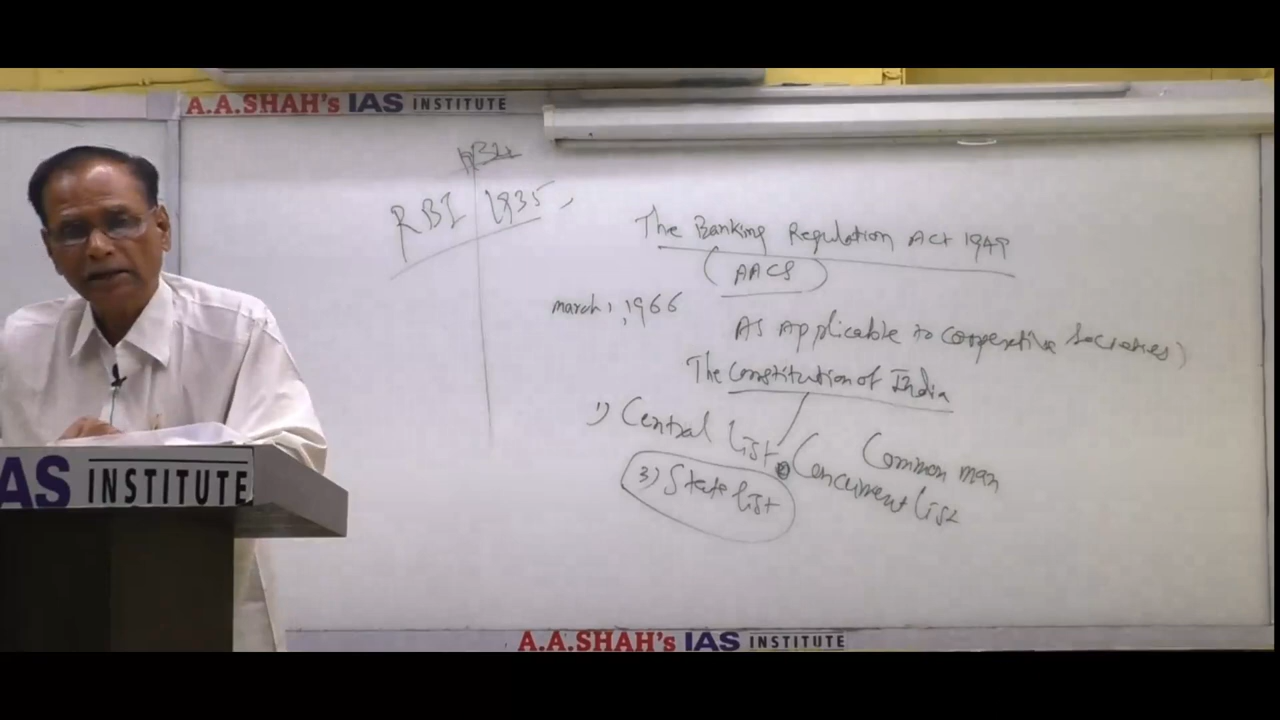 A.A.SHAH's IAS INSTITUTE
RBI 1935,
The Banking Regulation Act 1949
(AACS)
march, 1966
As Applicable to cooperative Societies)
The Constitution of India
1) Central list
Common man
Concurrent list
3) State list
AS INSTITUTE
A.A.SHAH's IAS INSTITUTE